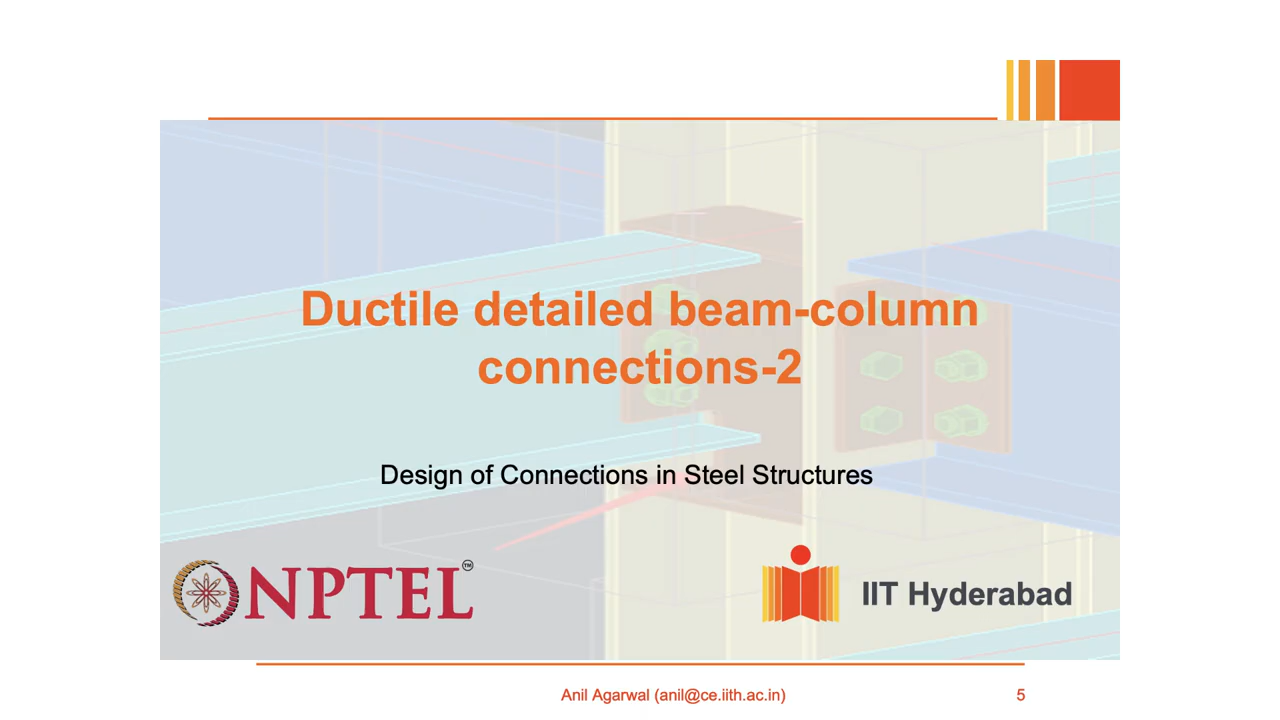 Ductile detailed beam-column
connections-2
Design of Connections in Steel Structures
NPTEL™
IIT Hyderabad
Anil Agarwal (anil@ce.iith.ac.in)
5